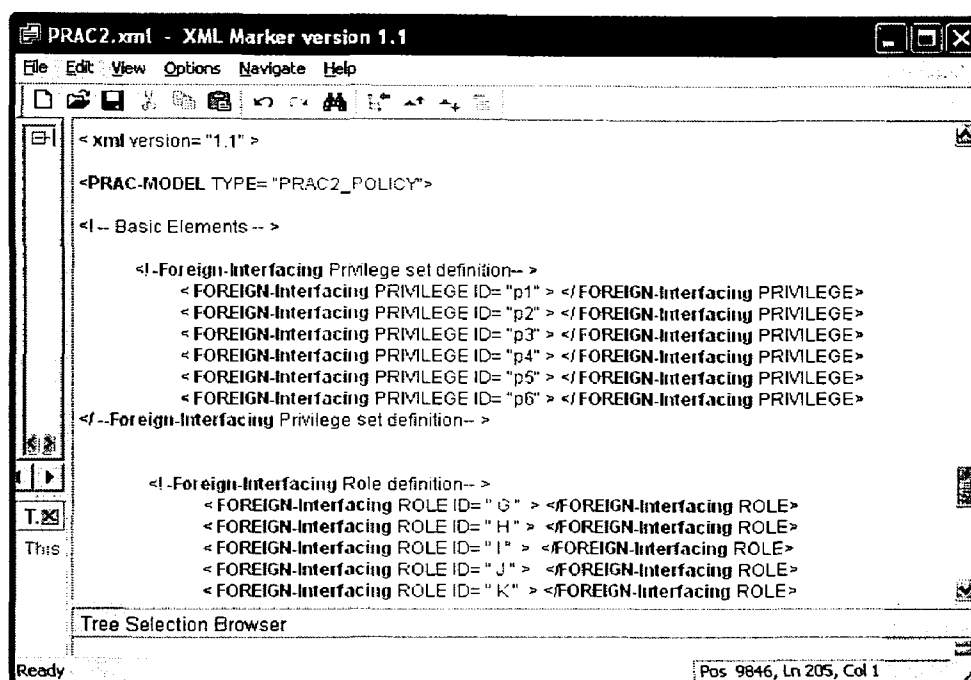 PRAC2.xml - XML Marker version 1.1
File Edit View Options Navigate Help
< xml version= "1.1" >
<PRAC-MODEL TYPE= "PRAC2_POLICY">
<!-- Basic Elements -- >
<!-Foreign-Interfacing Privilege set definition-- >
< FOREIGN-Interfacing PRIVILEGE ID= "p1" > </ FOREIGN-Interfacing PRIVILEGE>
< FOREIGN-Interfacing PRIVILEGE ID= "p2" > </ FOREIGN-Interfacing PRIVILEGE>
< FOREIGN-Interfacing PRIVILEGE ID= "p3" > </ FOREIGN-Interfacing PRIVILEGE>
< FOREIGN-Interfacing PRIVILEGE ID= "p4" > </ FOREIGN-Interfacing PRIVILEGE>
< FOREIGN-Interfacing PRIVILEGE ID= "p5" > </ FOREIGN-Interfacing PRIVILEGE>
< FOREIGN-Interfacing PRIVILEGE ID= "p6" > </ FOREIGN-Interfacing PRIVILEGE>
</--Foreign-Interfacing Privilege set definition-- >
<!-Foreign-Interfacing Role definition-- >
< FOREIGN-Interfacing ROLE ID= " G" > </FOREIGN-Interfacing ROLE>
< FOREIGN-Interfacing ROLE ID= " H" > </FOREIGN-Interfacing ROLE>
< FOREIGN-Interfacing ROLE ID= " I" > </FOREIGN-Interfacing ROLE>
< FOREIGN-Interfacing ROLE ID= " J" > </FOREIGN-Interfacing ROLE>
< FOREIGN-Interfacing ROLE ID= " K" > </FOREIGN-Interfacing ROLE>
T.
This
Tree Selection Browser
Ready
Pos 9846, Ln 205, Col 1